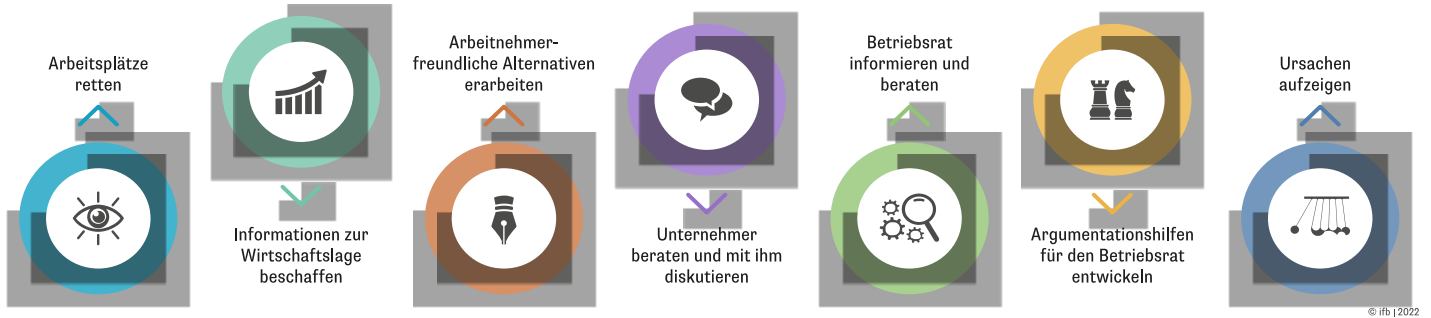 Arbeitsplätze
retten
Informationen zur
Wirtschaftslage
beschaffen
Arbeitnehmer-
freundliche Alternativen
erarbeiten
Unternehmer
beraten und mit ihm
diskutieren
Betriebsrat
informieren und
beraten
Argumentationshilfen
für den Betriebsrat
entwickeln
Ursachen
aufzeigen
© ifb | 2022